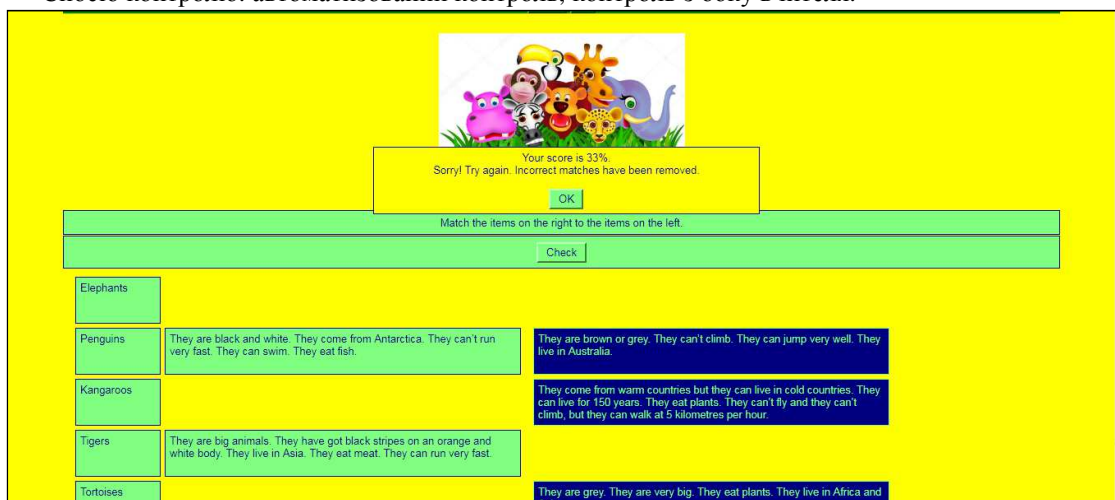 Your score is 33%.
Sorry! Try again. Incorrect matches have been removed.
OK
Match the items on the right to the items on the left.
Check
Elephants
Penguins
They are black and white. They come from Antarctica. They can't run
very fast. They can swim. They eat fish.
They are brown or grey. They can't climb. They can jump very well. They
live in Australia.
Kangaroos
They come from warm countries but they can live in cold countries. They
can live for 150 years. They eat plants. They can't fly and they can't
climb, but they can walk at 5 kilometres per hour.
Tigers
They are big animals. They have got black stripes on an orange and
white body. They live in Asia. They eat meat. They can run very fast.
Tortoises
They are grey. They are very big. They eat plants. They live in Africa and